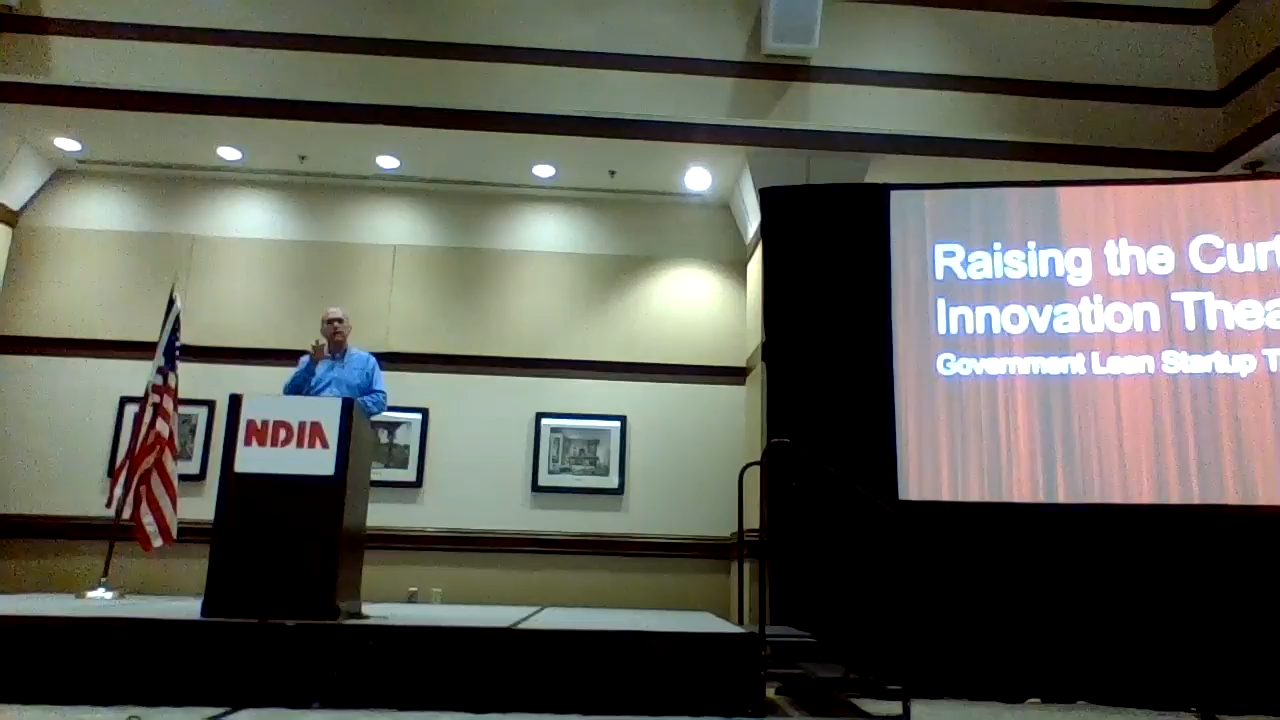 NDIA
Raising the Curt
Innovation Thea
Government Lean Startup T